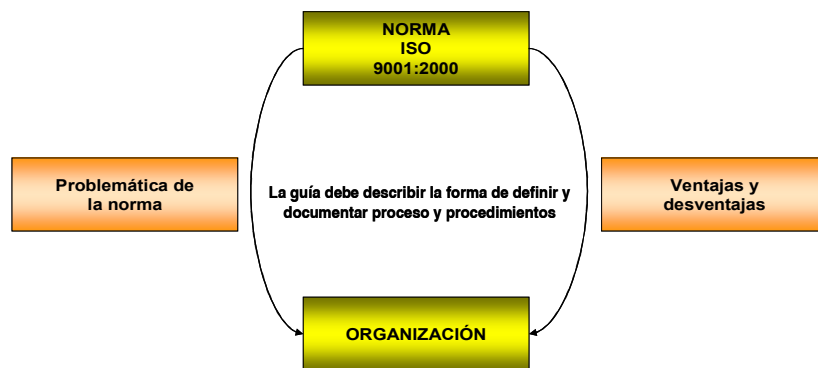 NORMA
ISO
9001:2000
Problemática de
la norma
La guía debe describir la forma de definir y
documentar proceso y procedimientos
Ventajas y
desventajas
ORGANIZACIÓN